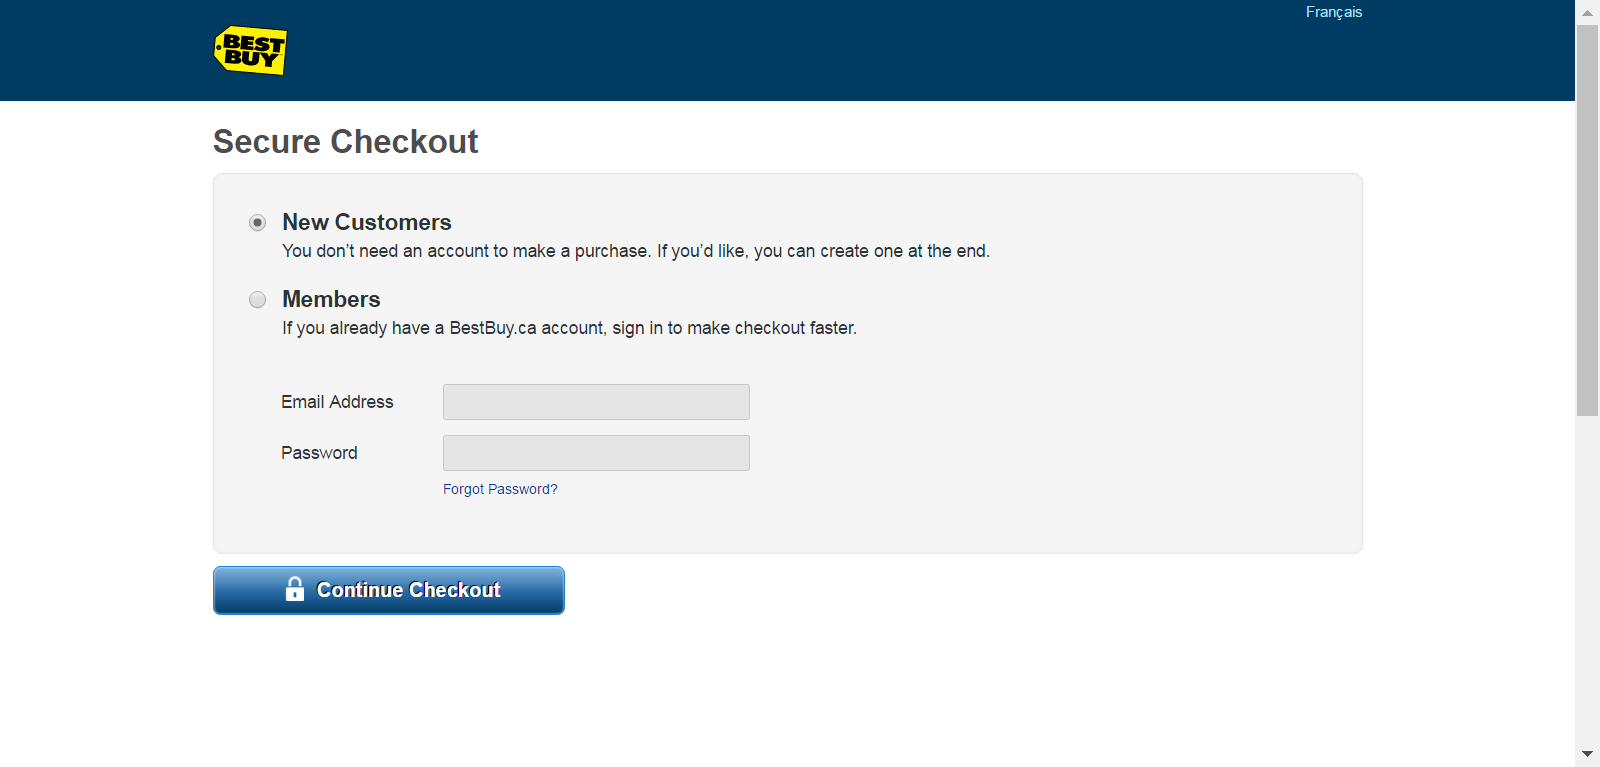 Français
BEST
BUY
Secure Checkout
New Customers
You don’t need an account to make a purchase. If you’d like, you can create one at the end.
Members
If you already have a BestBuy.ca account, sign in to make checkout faster.
Email Address
Password
Forgot Password?
Continue Checkout